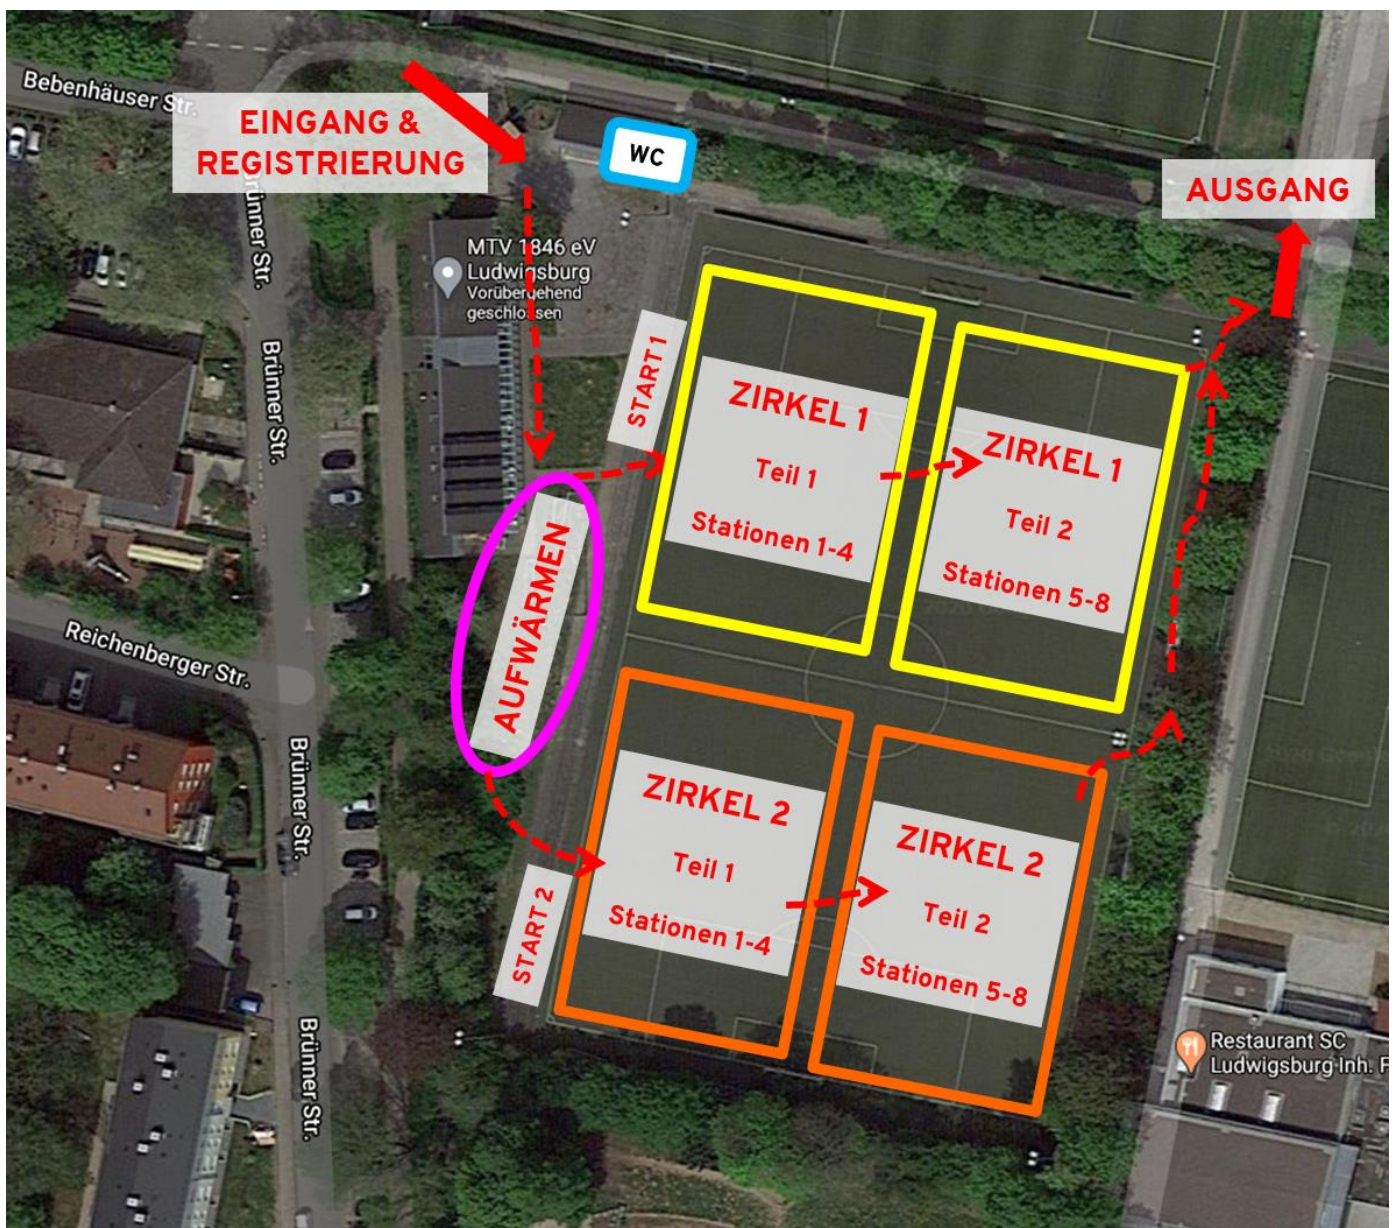 Bebenhäuser Str.
EINGANG &
REGISTRIERUNG
WC
AUSGANG
Brünner Str.
MTV 1846 eV
Ludwigsburg
Vorübergehend
geschlossen
Brünner Str.
START 1
ZIRKEL 1
Teil 1
Stationen 1-4
ZIRKEL 1
Teil 2
Stationen 5-8
AUFWÄRMEN
Reichenberger Str.
Brünner Str.
ZIRKEL 2
Teil 1
Stationen 1-4
ZIRKEL 2
Teil 2
Stationen 5-8
START 2
Brünner Str.
Restaurant SC
Ludwigsburg Inh. F